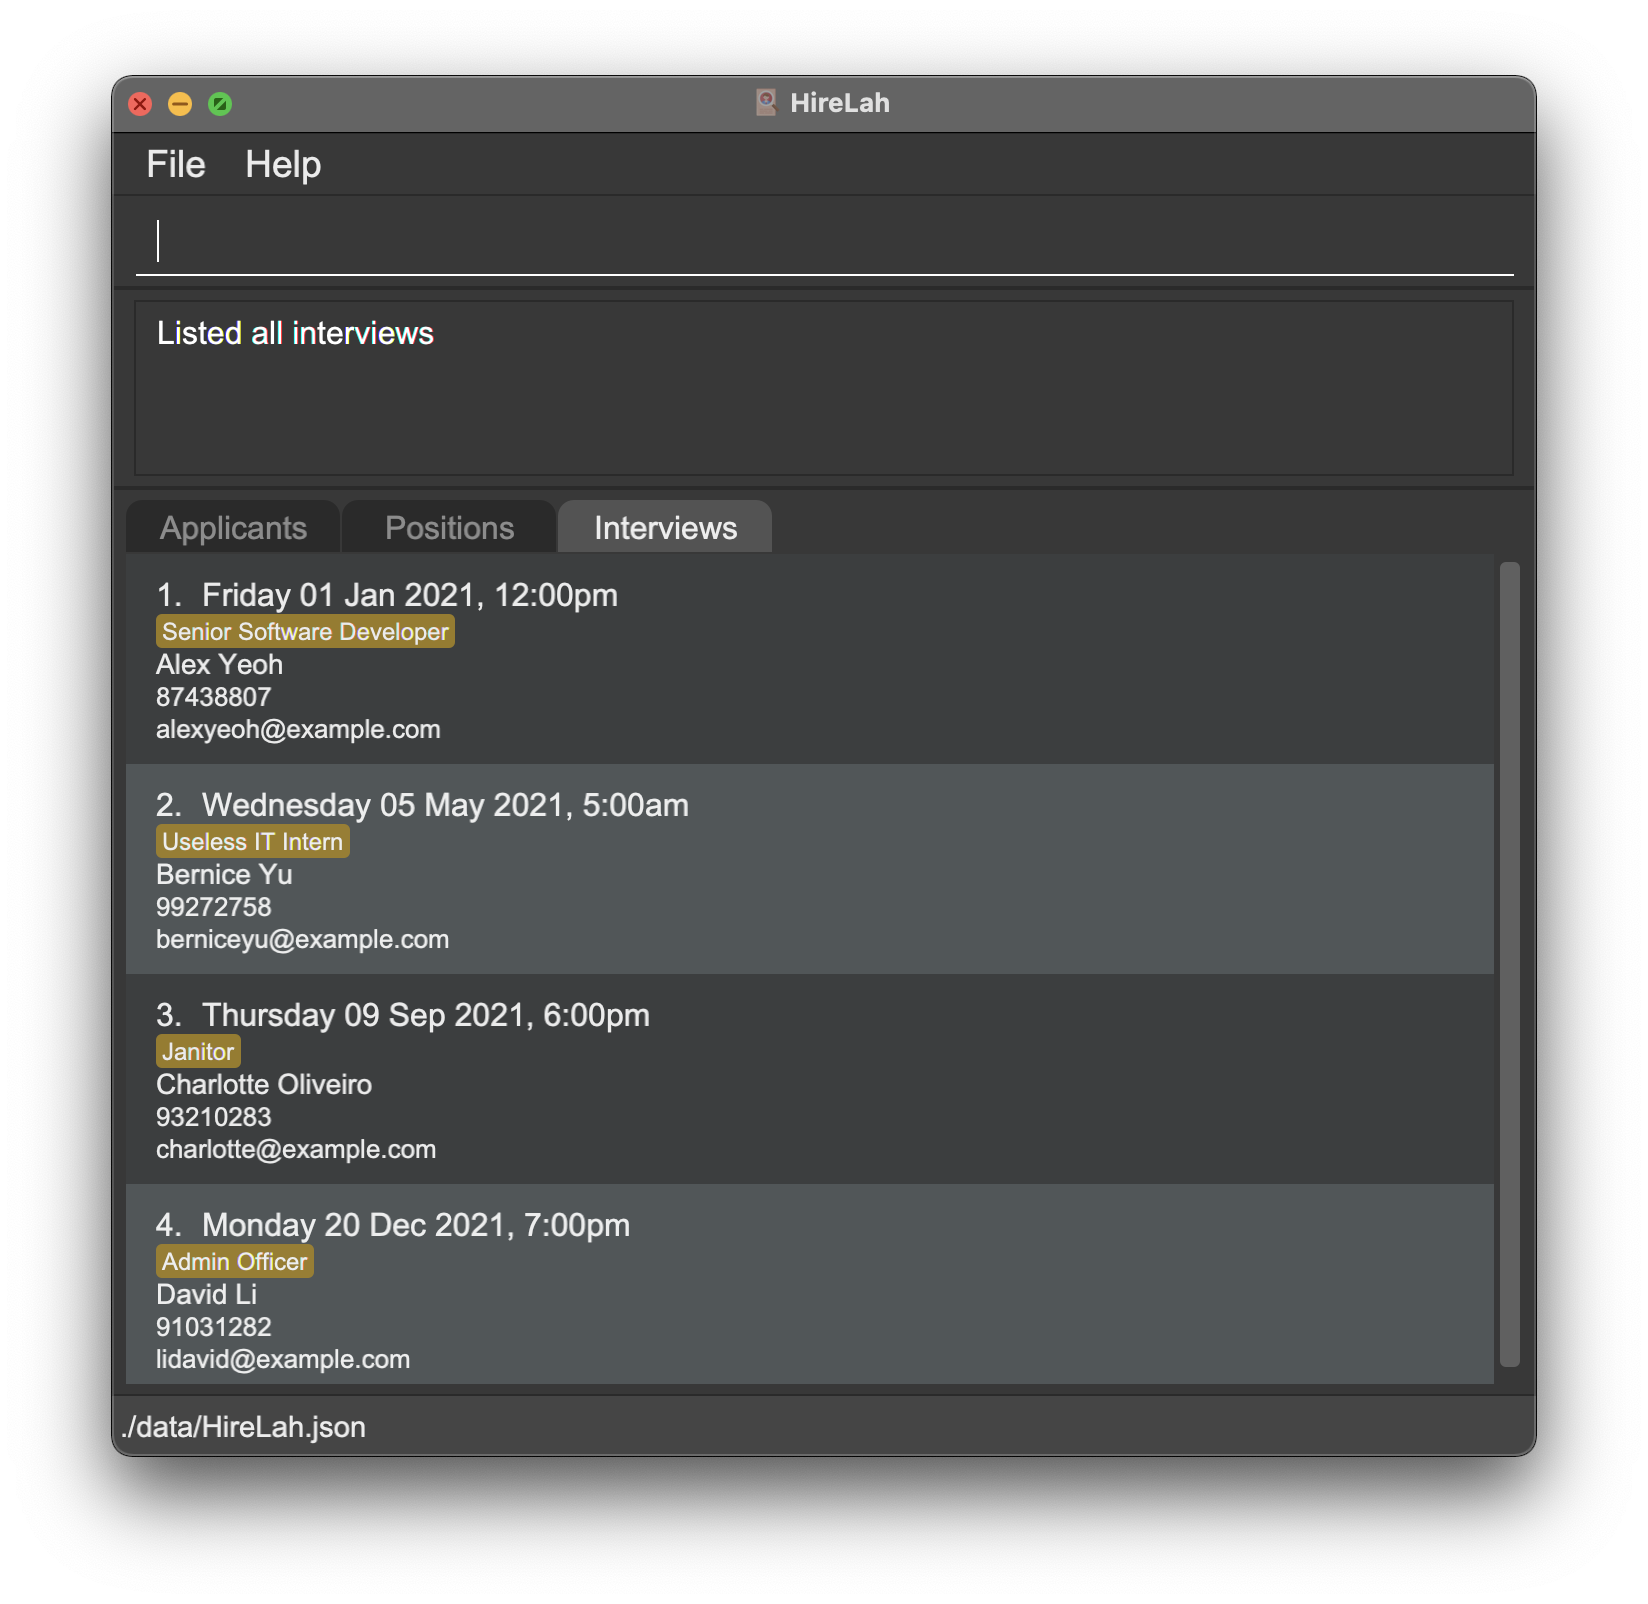 HireLah
File Help
Listed all interviews
Applicants Positions Interviews
1. Friday 01 Jan 2021, 12:00pm
Senior Software Developer
Alex Yeoh
87438807
alexyeoh@example.com
2. Wednesday 05 May 2021, 5:00am
Useless IT Intern
Bernice Yu
99272758
berniceyu@example.com
3. Thursday 09 Sep 2021, 6:00pm
Janitor
Charlotte Oliveiro
93210283
charlotte@example.com
4. Monday 20 Dec 2021, 7:00pm
Admin Officer
David Li
91031282
lidavid@example.com
./data/HireLah.json